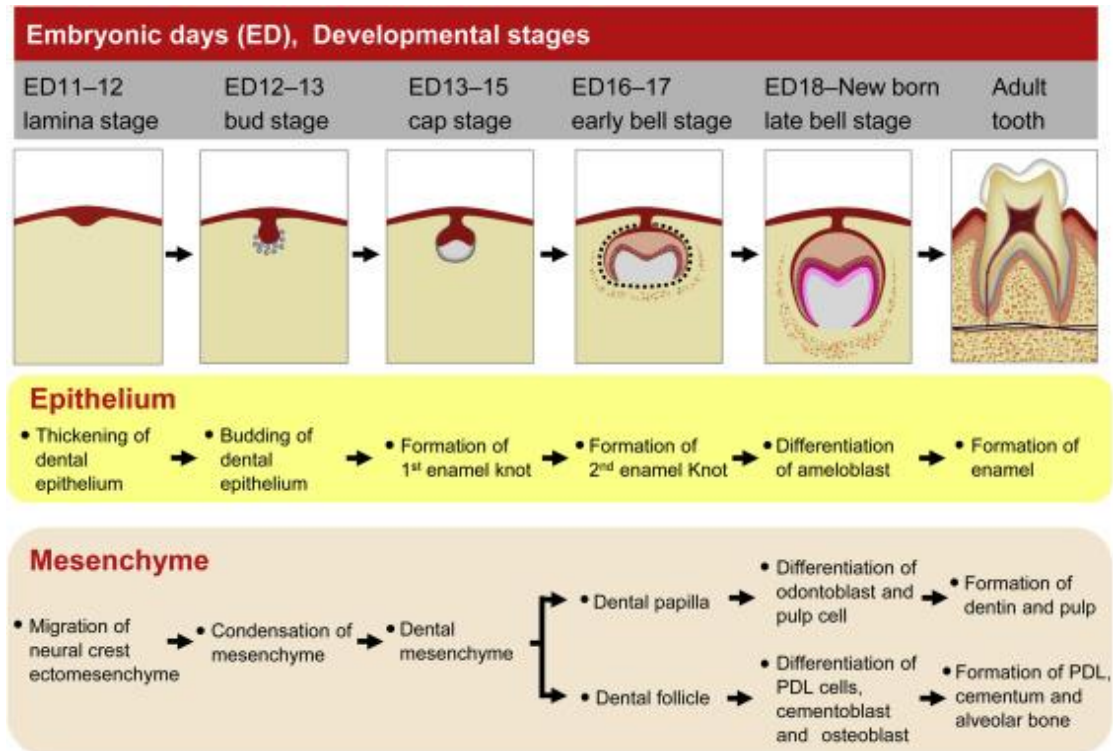 Embryonic days (ED), Developmental stages
ED11–12
lamina stage
ED12–13
bud stage
ED13–15
cap stage
ED16–17
early bell stage
ED18–New born
late bell stage
Adult
tooth
Epithelium
• Thickening of
dental
epithelium
• Budding of
dental
epithelium
• Formation of
1st enamel knot
• Formation of
2nd enamel Knot
• Differentiation
of ameloblast
• Formation of
enamel
Mesenchyme
• Migration of
neural crest
ectomesenchyme
• Condensation of
mesenchyme
• Dental
mesenchyme
• Dental papilla
• Differentiation of
odontoblast and
pulp cell
• Formation of
dentin and pulp
• Dental follicle
• Differentiation of
PDL cells,
cementoblast
and osteoblast
• Formation of PDL,
cementum and
alveolar bone